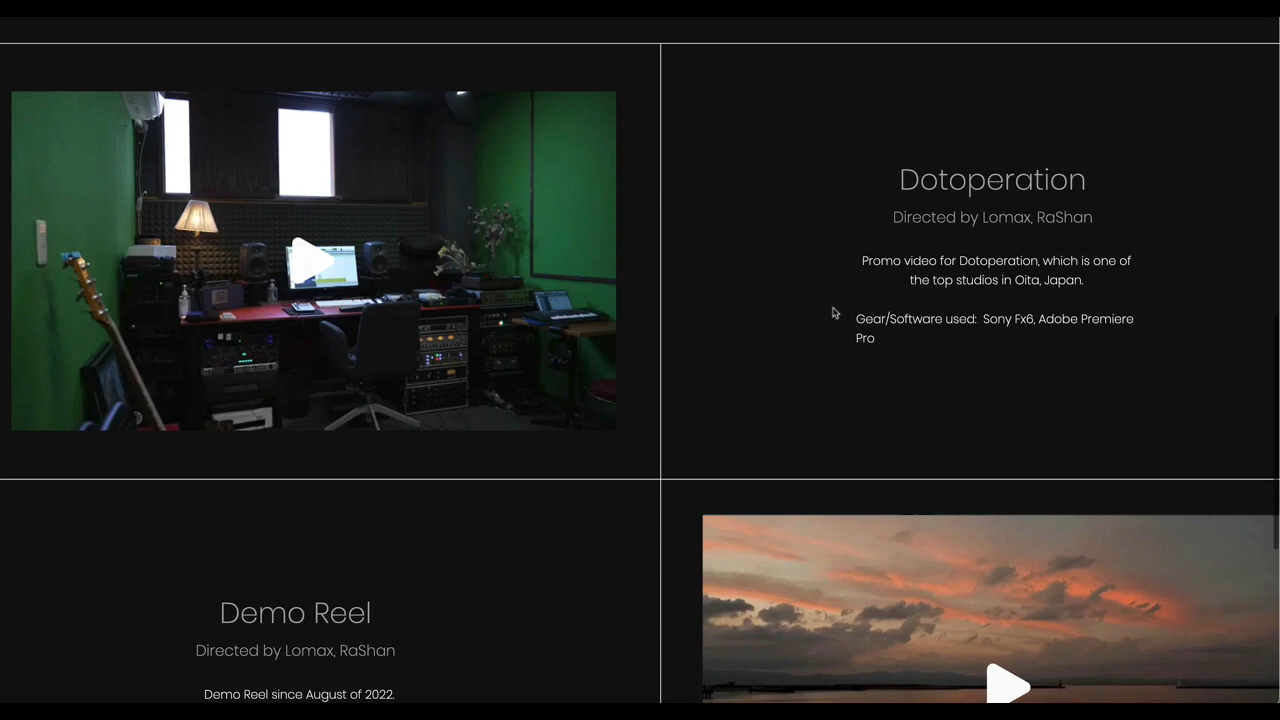 Dotoperation
Directed by Lomax, RaShan
Promo video for Dotoperation, which is one of
the top studios in Oita, Japan.
Gear/Software used:  Sony Fx6, Adobe Premiere
Pro
Demo Reel
Directed by Lomax, RaShan
Demo Reel since August of 2022.